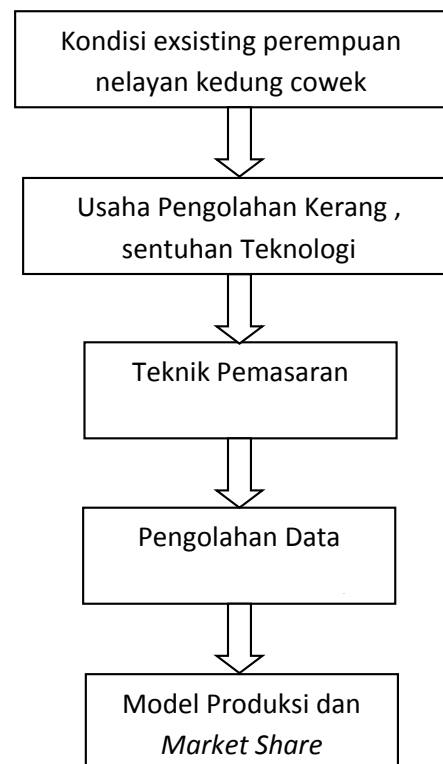 Kondisi exsisting perempuan
nelayan kedung cowek
Usaha Pengolahan Kerang ,
sentuhan Teknologi
Teknik Pemasaran
Pengolahan Data
Model Produksi dan
Market Share